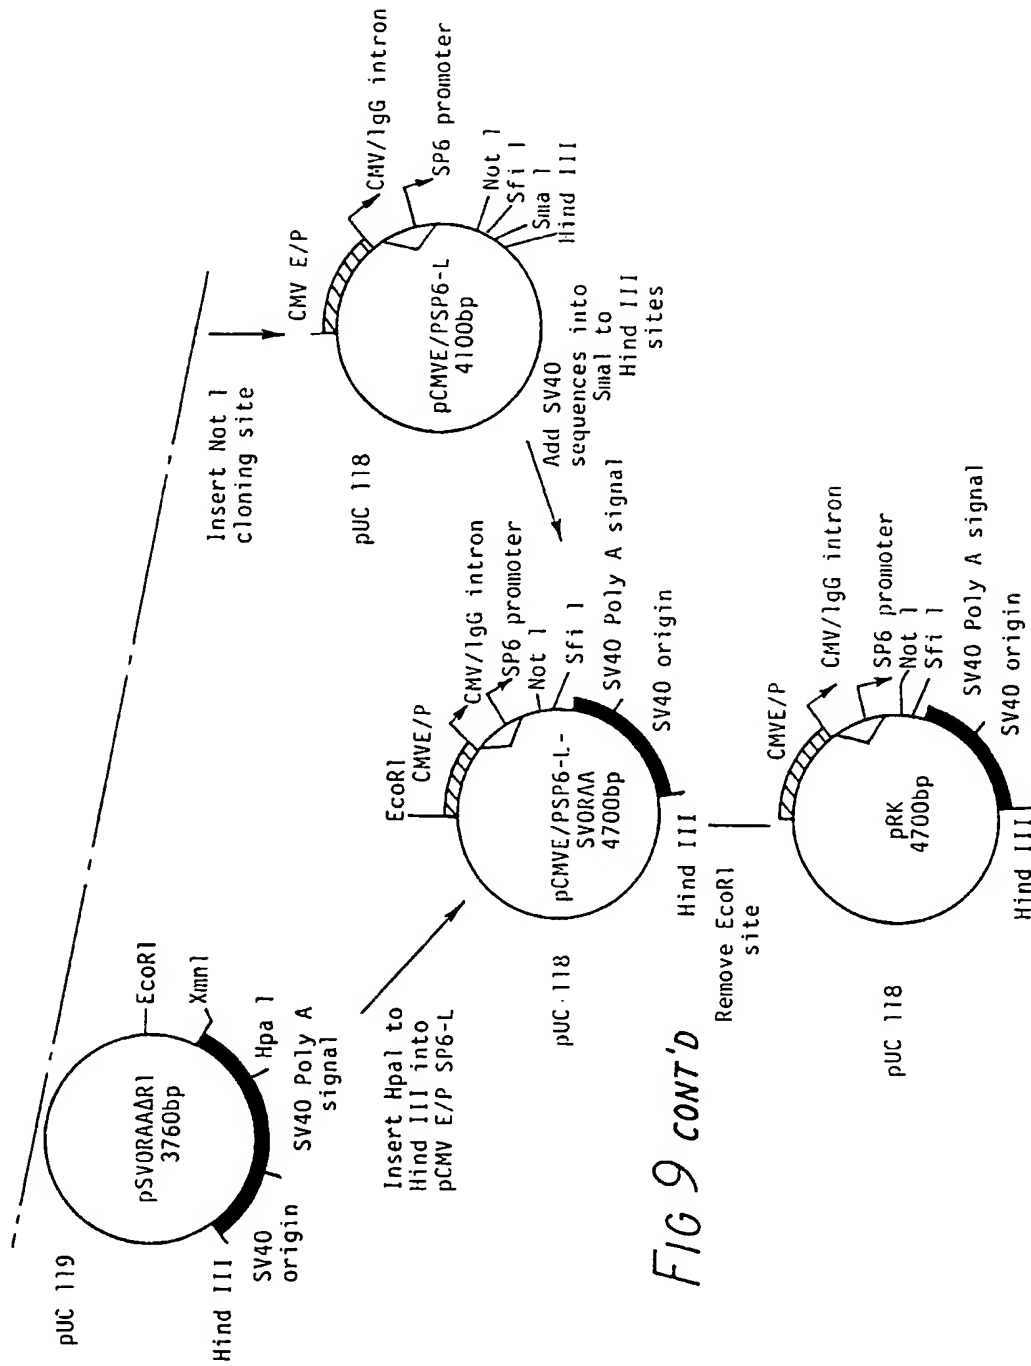 pUC 119
EcoR1
Xmn1
pSVORAAΔR1
3760bp
Hpa 1
SV40 Poly A
signal
Hind III
SV40
origin
Insert Not 1
cloning site
CMV E/P
CMV/1gG intron
SP6 promoter
pUC 118
pCMVE/PSP6-L
4100bp
Not 1
Sfi 1
Sma 1
Hind III
Insert Hpa1 to
Hind III into
pCMV E/P SP6-L
Add SV40
sequences into
Sma1 to
Hind III
sites
EcoR1
CMVE/P
CMV/1gG intron
SP6 promoter
Not 1
Sfi 1
pCMVE/PSP6-L-
SVORAA
4700bp
SV40 Poly A signal
SV40 origin
Hind III
pUC 118
Remove EcoR1
site
CMVE/P
CMV/1gG intron
SP6 promoter
Not 1
Sfi 1
pRK
4700bp
SV40 Poly A signal
SV40 origin
Hind III
pUC 118
FIG 9 CONT'D